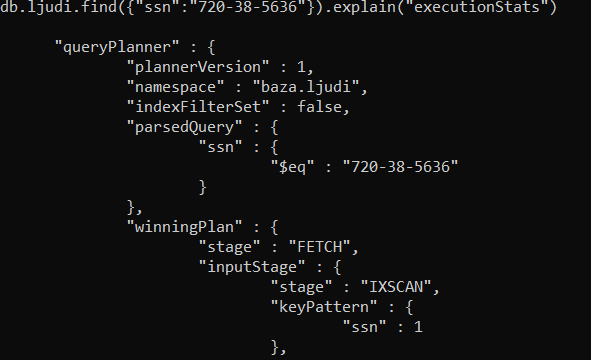 db.ljudi.find({"ssn":"720-38-5636"}).explain("executionStats")
"queryPlanner" : {
"plannerVersion" : 1,
"namespace" : "baza.ljudi",
"indexFilterSet" : false,
"parsedQuery" : {
"ssn" : {
"$eq" : "720-38-5636"
}
},
"winningPlan" : {
"stage" : "FETCH",
"inputStage" : {
"stage" : "IXSCAN",
"keyPattern" : {
"ssn" : 1
},